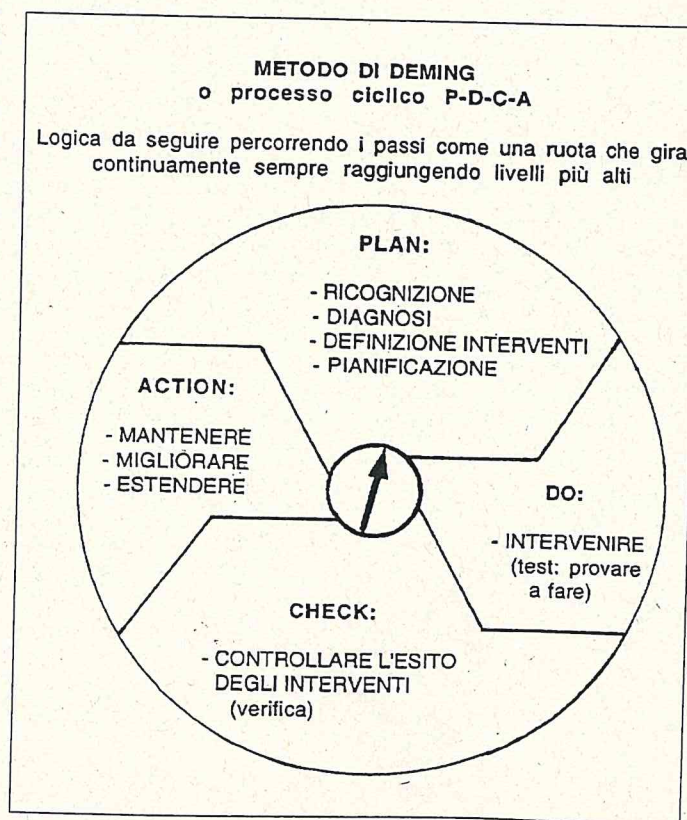 METODO DI DEMING
o processo ciclico P-D-C-A
Logica da seguire percorrendo i passi come una ruota che gira
continuamente sempre raggiungendo livelli più alti
PLAN:
- RICOGNIZIONE
- DIAGNOSI
- DEFINIZIONE INTERVENTI
- PIANIFICAZIONE
ACTION:
- MANTENERE
- MIGLIORARE
- ESTENDERE
DO:
- INTERVENIRE
(test: provare
a fare)
CHECK:
- CONTROLLARE L'ESITO
DEGLI INTERVENTI
(verifica)